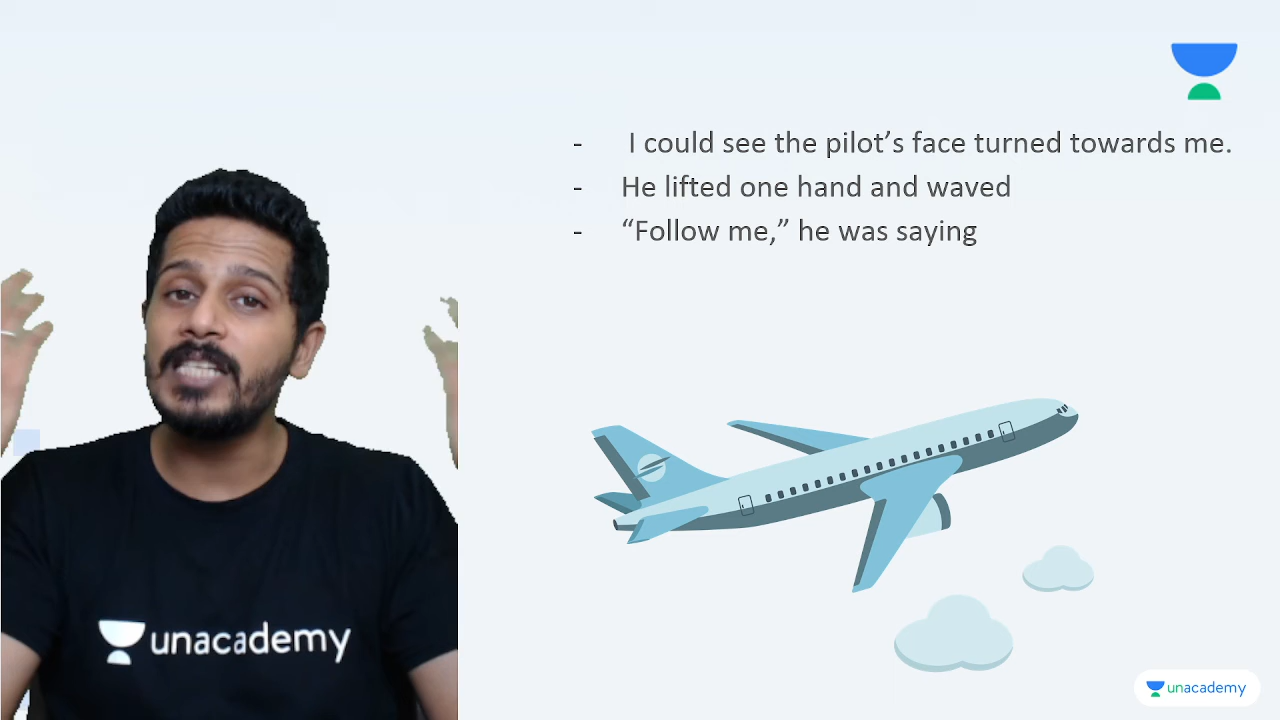 - I could see the pilot’s face turned towards me.
- He lifted one hand and waved
- “Follow me,” he was saying
unacademy
unacademy